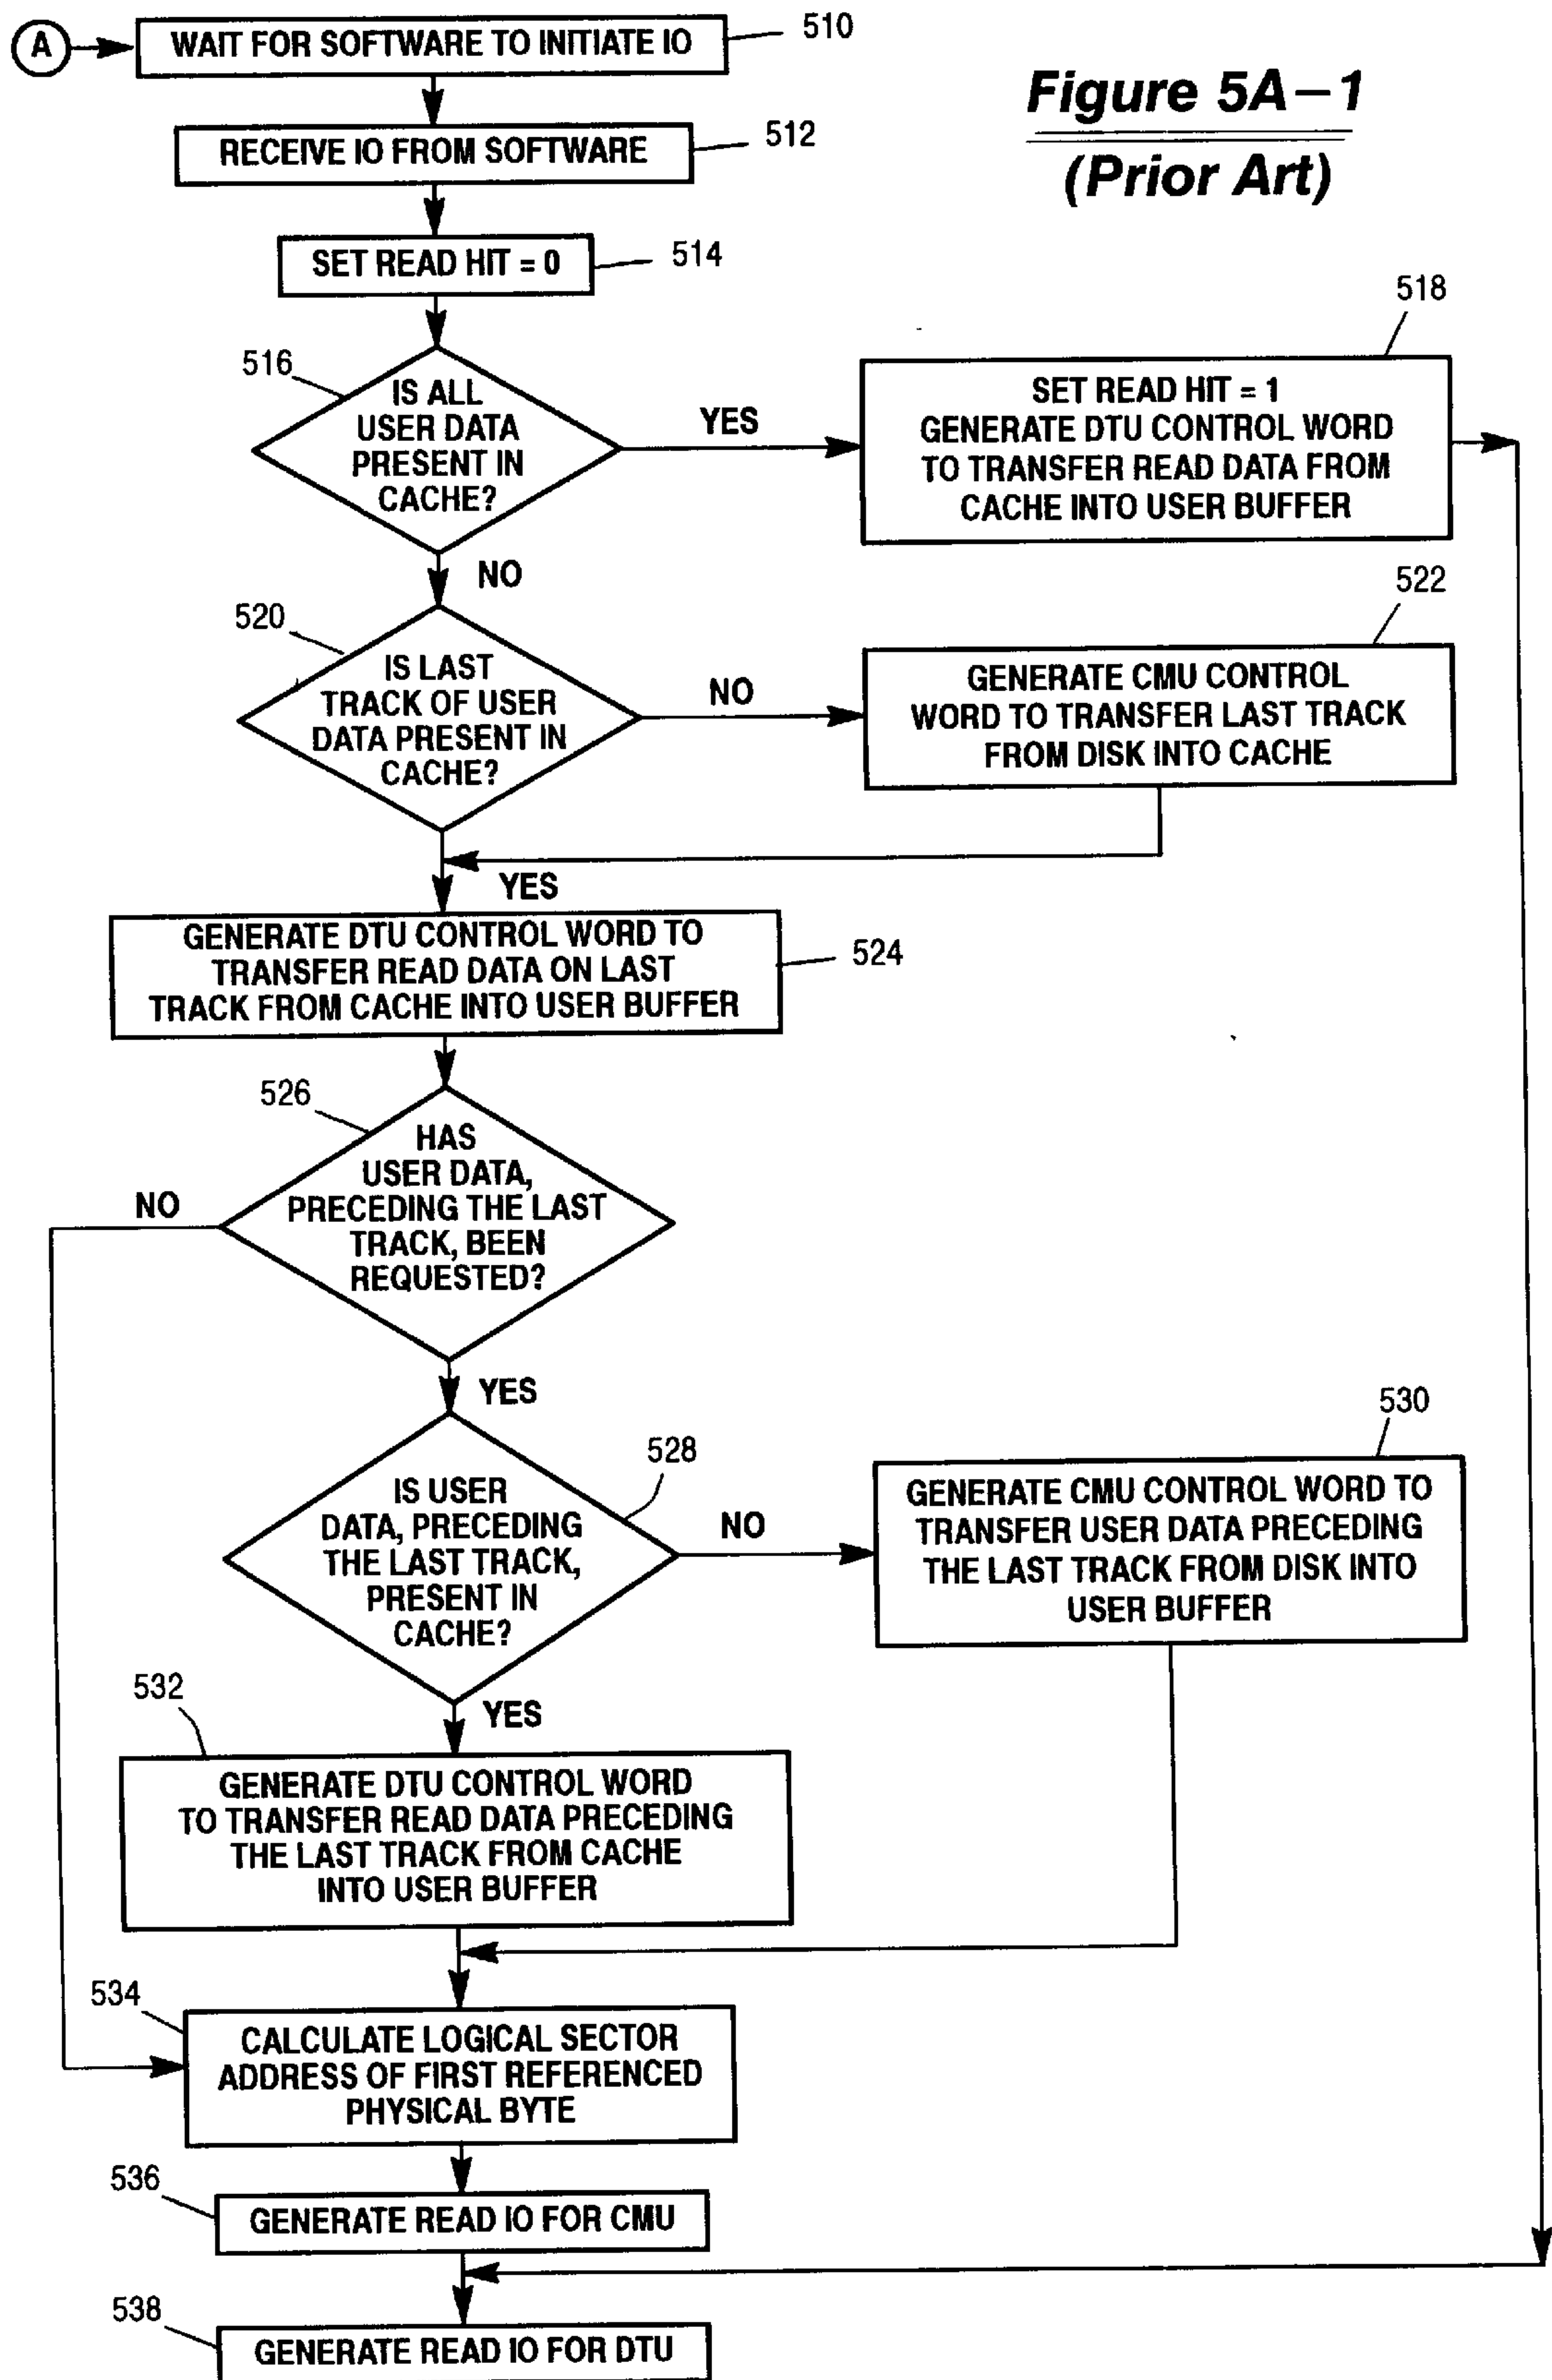 A
WAIT FOR SOFTWARE TO INITIATE IO
510
Figure 5A–1
(Prior Art)
RECEIVE IO FROM SOFTWARE
512
SET READ HIT = 0
514
516
IS ALL
USER DATA
PRESENT IN
CACHE?
YES
NO
518
SET READ HIT = 1
GENERATE DTU CONTROL WORD
TO TRANSFER READ DATA FROM
CACHE INTO USER BUFFER
520
IS LAST
TRACK OF USER
DATA PRESENT IN
CACHE?
NO
522
GENERATE CMU CONTROL
WORD TO TRANSFER LAST TRACK
FROM DISK INTO CACHE
YES
GENERATE DTU CONTROL WORD TO
TRANSFER READ DATA ON LAST
TRACK FROM CACHE INTO USER BUFFER
524
526
HAS
USER DATA,
PRECEDING THE LAST
TRACK, BEEN
REQUESTED?
NO
YES
528
IS USER
DATA, PRECEDING
THE LAST TRACK,
PRESENT IN
CACHE?
NO
530
GENERATE CMU CONTROL WORD TO
TRANSFER USER DATA PRECEDING
THE LAST TRACK FROM DISK INTO
USER BUFFER
YES
532
GENERATE DTU CONTROL WORD
TO TRANSFER READ DATA PRECEDING
THE LAST TRACK FROM CACHE
INTO USER BUFFER
534
CALCULATE LOGICAL SECTOR
ADDRESS OF FIRST REFERENCED
PHYSICAL BYTE
536
GENERATE READ IO FOR CMU
538
GENERATE READ IO FOR DTU